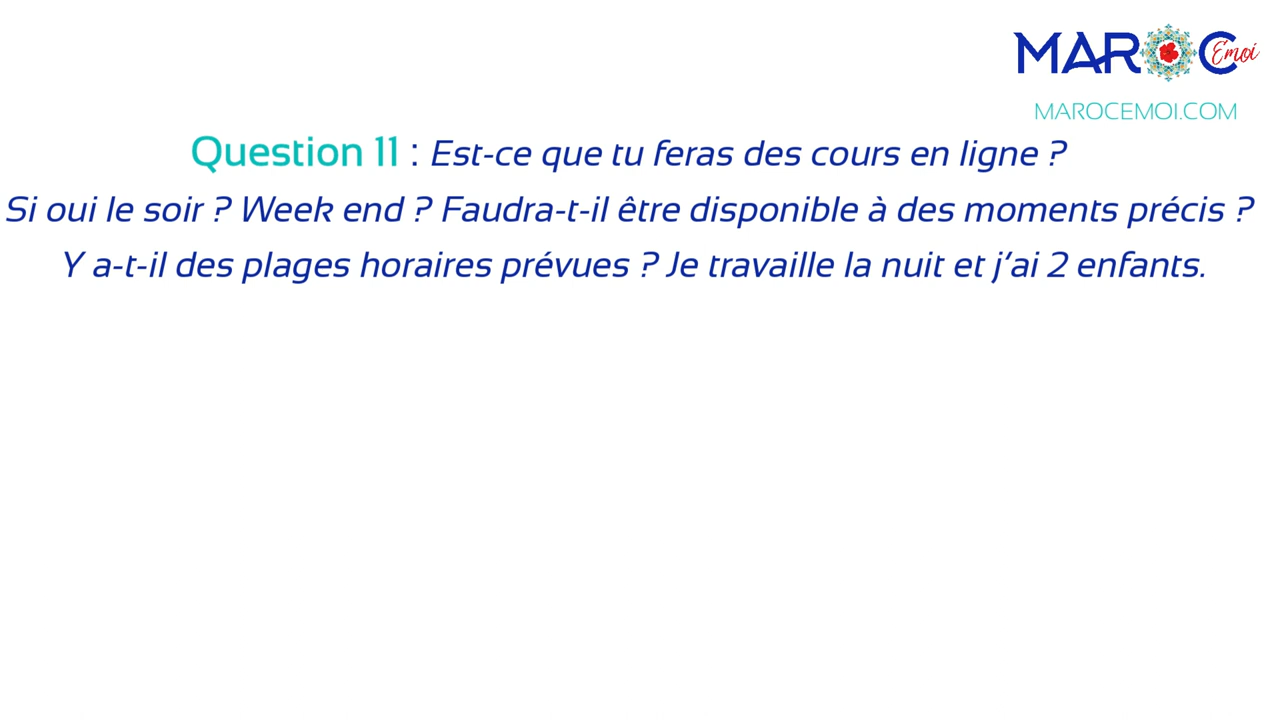 MAROC Emoi
MAROCEMOI.COM
Question 11 : Est-ce que tu feras des cours en ligne ?
Si oui le soir ? Week end ? Faudra-t-il être disponible à des moments précis ?
Y a-t-il des plages horaires prévues ? Je travaille la nuit et j’ai 2 enfants.